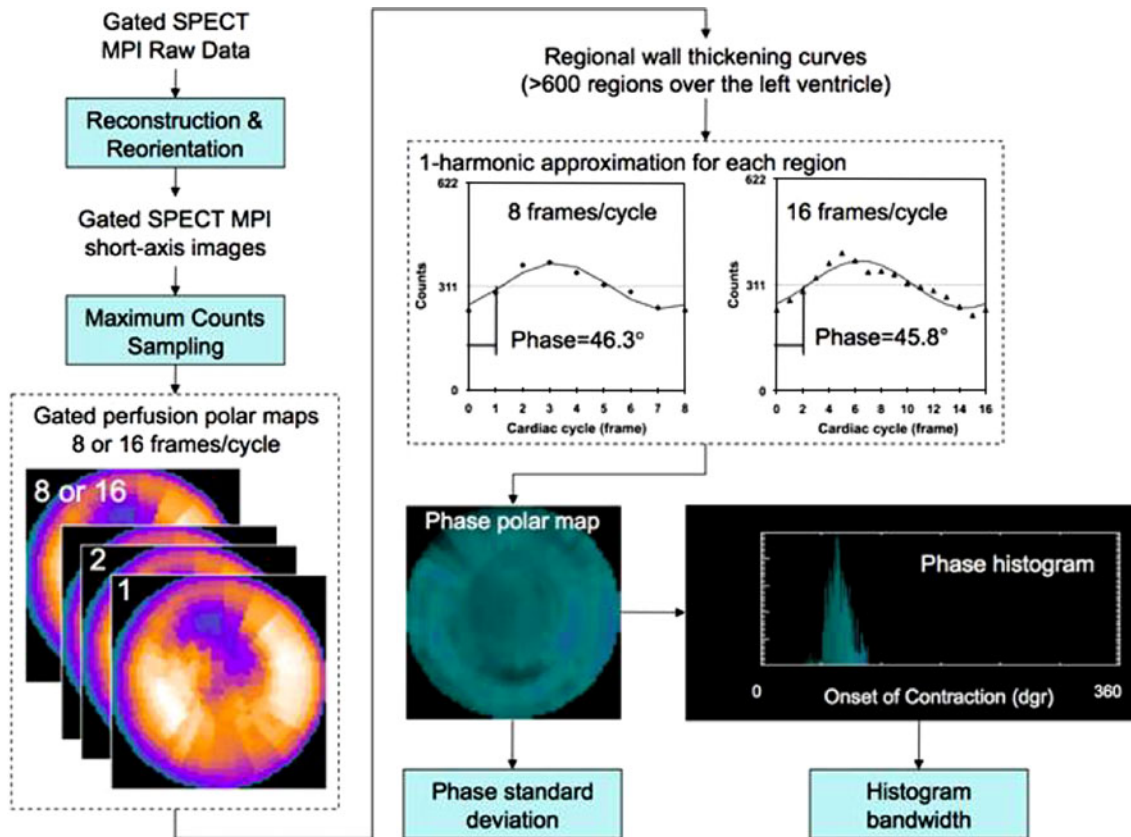 Gated SPECT
MPI Raw Data
Reconstruction &
Reorientation
Gated SPECT MPI
short-axis images
Maximum Counts
Sampling
Gated perfusion polar maps
8 or 16 frames/cycle
8 or 16
2
1
Regional wall thickening curves
(>600 regions over the left ventricle)
1-harmonic approximation for each region
622
8 frames/cycle
311
Counts
Phase=46.3°
0
0 1 2 3 4 5 6 7 8
Cardiac cycle (frame)
622
16 frames/cycle
311
Counts
Phase=45.8°
0
0 2 4 6 8 10 12 14 16
Cardiac cycle (frame)
Phase polar map
Phase histogram
0 360
Onset of Contraction (dgr)
Phase standard
deviation
Histogram
bandwidth